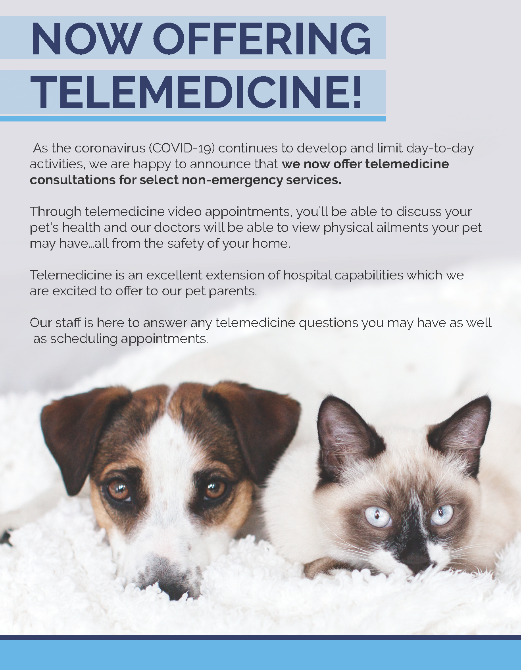 NOW OFFERING
TELEMEDICINE!
As the coronavirus (COVID-19) continues to develop and limit day-to-day
activities, we are happy to announce that we now offer telemedicine
consultations for select non-emergency services.
Through telemedicine video appointments, you'll be able to discuss your
pet's health and our doctors will be able to view physical ailments your pet
may have...all from the safety of your home.
Telemedicine is an excellent extension of hospital capabilities which we
are excited to offer to our pet parents.
Our staff is here to answer any telemedicine questions you may have as well
as scheduling appointments.